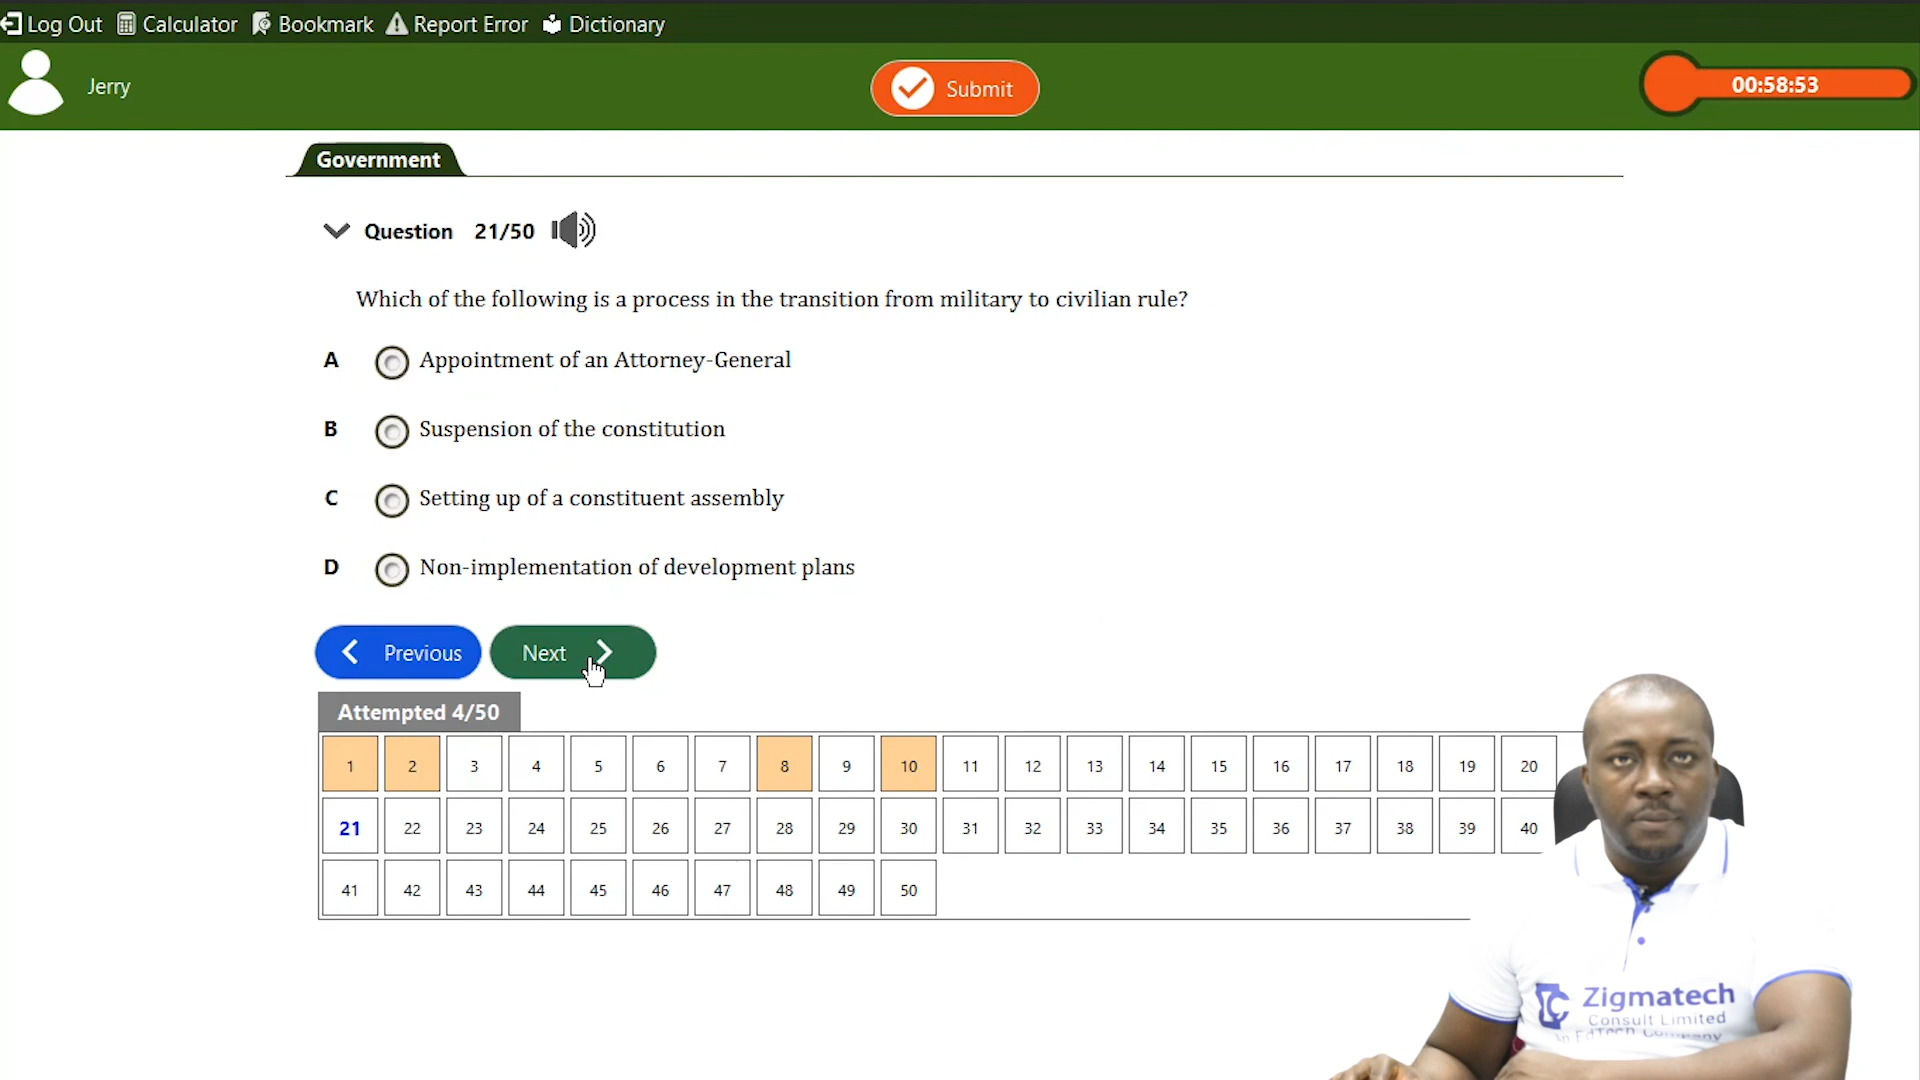 Log Out Calculator Bookmark Report Error Dictionary
Jerry
Submit
00:58:53
Government
Question 21/50
Which of the following is a process in the transition from military to civilian rule?
A Appointment of an Attorney-General
B Suspension of the constitution
C Setting up of a constituent assembly
D Non-implementation of development plans
Previous Next
Attempted 4/50
1 2 3 4 5 6 7 8 9 10 11 12 13 14 15 16 17 18 19 20
21 22 23 24 25 26 27 28 29 30 31 32 33 34 35 36 37 38 39 40
41 42 43 44 45 46 47 48 49 50
Zigmatech
Consult Limited
An EdTech Company